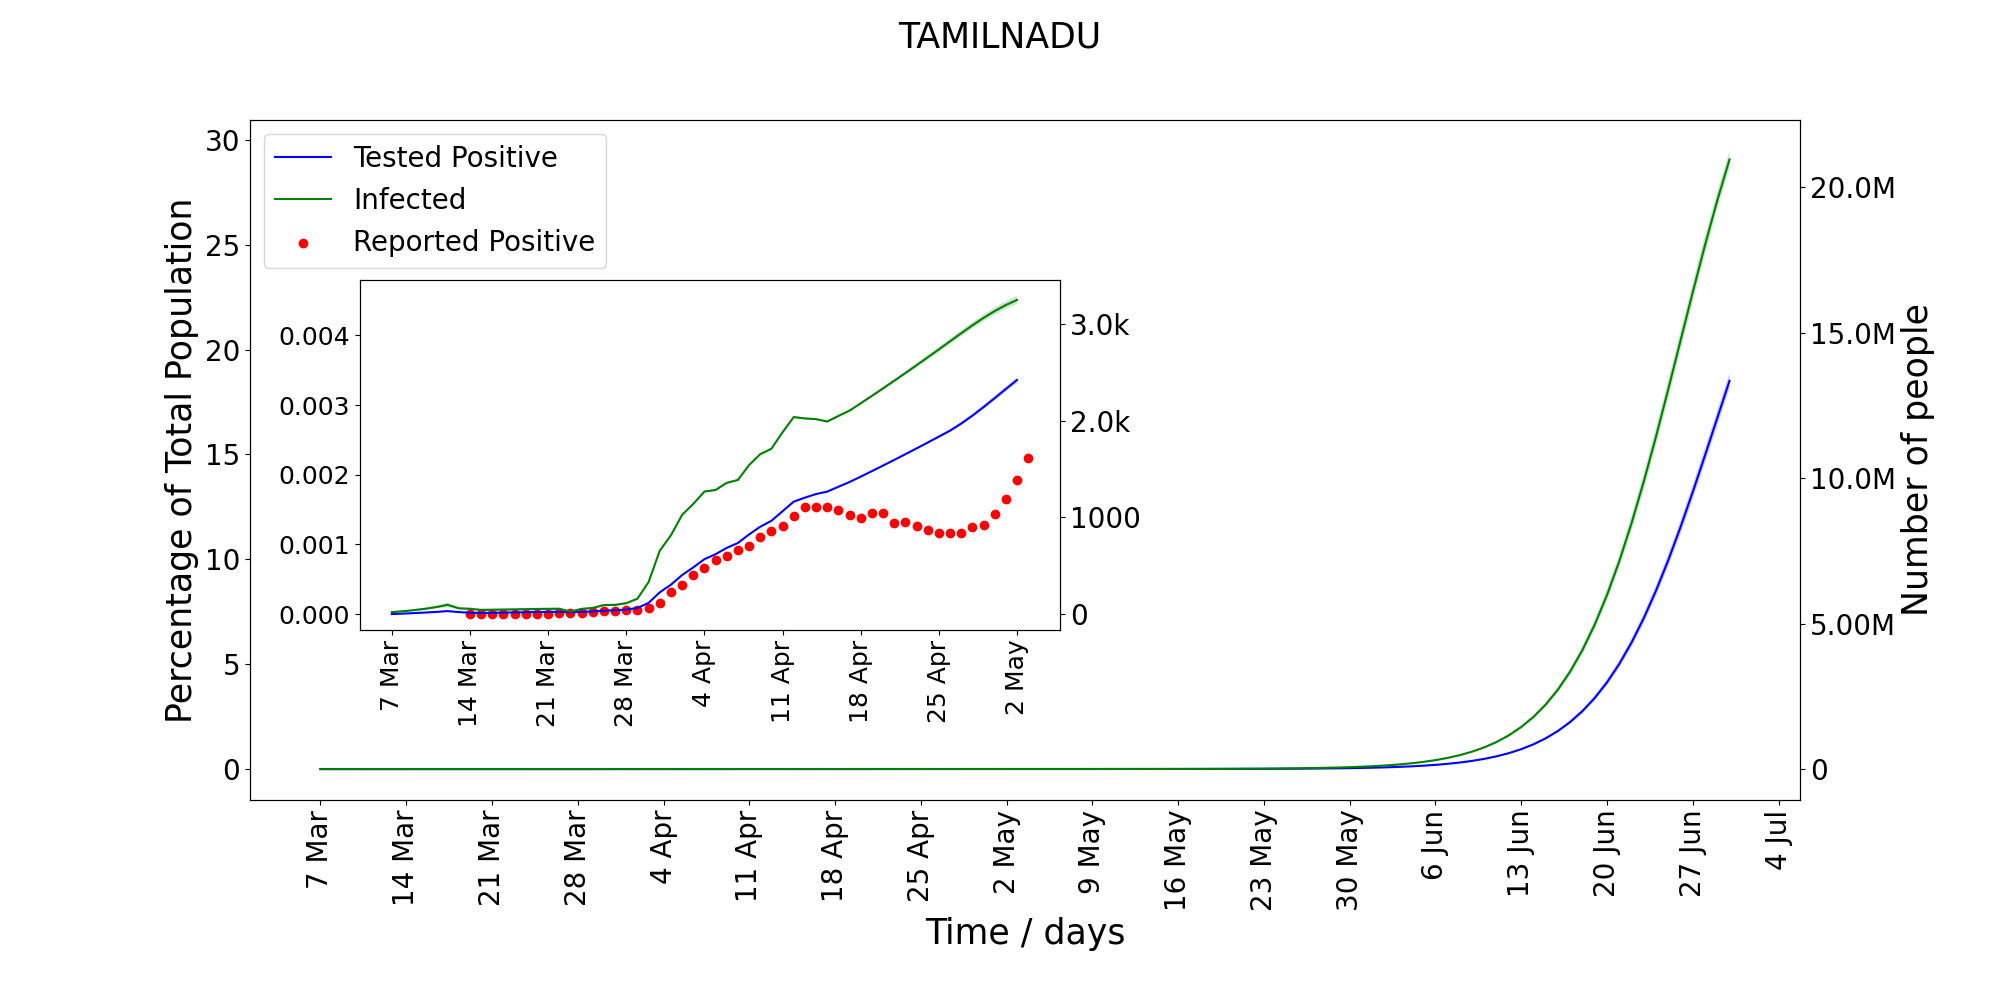 TAMILNADU
Tested Positive
Infected
Reported Positive
Percentage of Total Population
30
25
20
15
10
5
0
20.0M
15.0M
10.0M
5.00M
0
Number of people
0.004
0.003
0.002
0.001
0.000
3.0k
2.0k
1000
0
7 Mar
14 Mar
21 Mar
28 Mar
4 Apr
11 Apr
18 Apr
25 Apr
2 May
7 Mar
14 Mar
21 Mar
28 Mar
4 Apr
11 Apr
18 Apr
25 Apr
2 May
9 May
16 May
23 May
30 May
6 Jun
13 Jun
20 Jun
27 Jun
4 Jul
Time / days